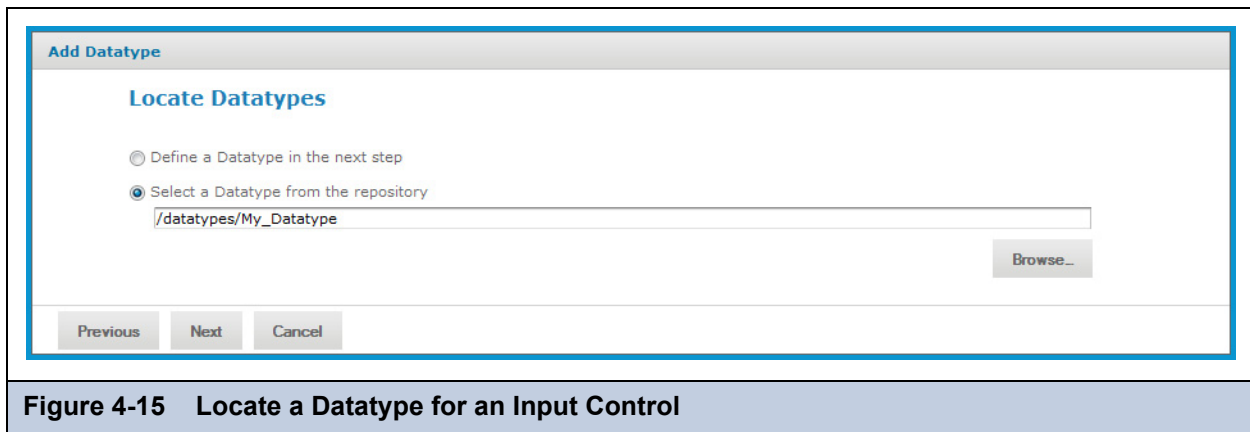 Add Datatype
Locate Datatypes
Define a Datatype in the next step
Select a Datatype from the repository
/datatypes/My_Datatype
Browse...
Previous Next Cancel
Figure 4-15 Locate a Datatype for an Input Control